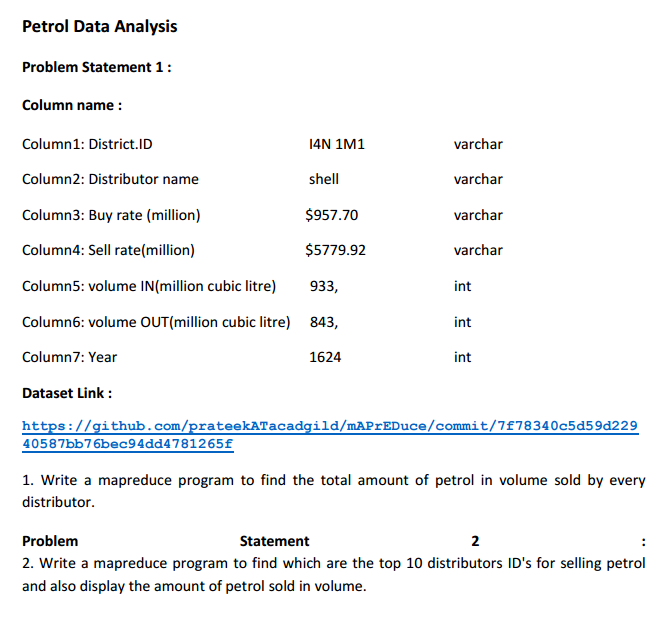 Petrol Data Analysis
Problem Statement 1 :
Column name :
Column1: District.ID I4N 1M1 varchar
Column2: Distributor name shell varchar
Column3: Buy rate (million) $957.70 varchar
Column4: Sell rate(million) $5779.92 varchar
Column5: volume IN(million cubic litre) 933, int
Column6: volume OUT(million cubic litre) 843, int
Column7: Year 1624 int
Dataset Link :
https://github.com/prateekATacadgild/mAPrEDuce/commit/7f78340c5d59d229
40587bb76bec94dd4781265f
1. Write a mapreduce program to find the total amount of petrol in volume sold by every
distributor.
Problem Statement 2 :
2. Write a mapreduce program to find which are the top 10 distributors ID's for selling petrol
and also display the amount of petrol sold in volume.